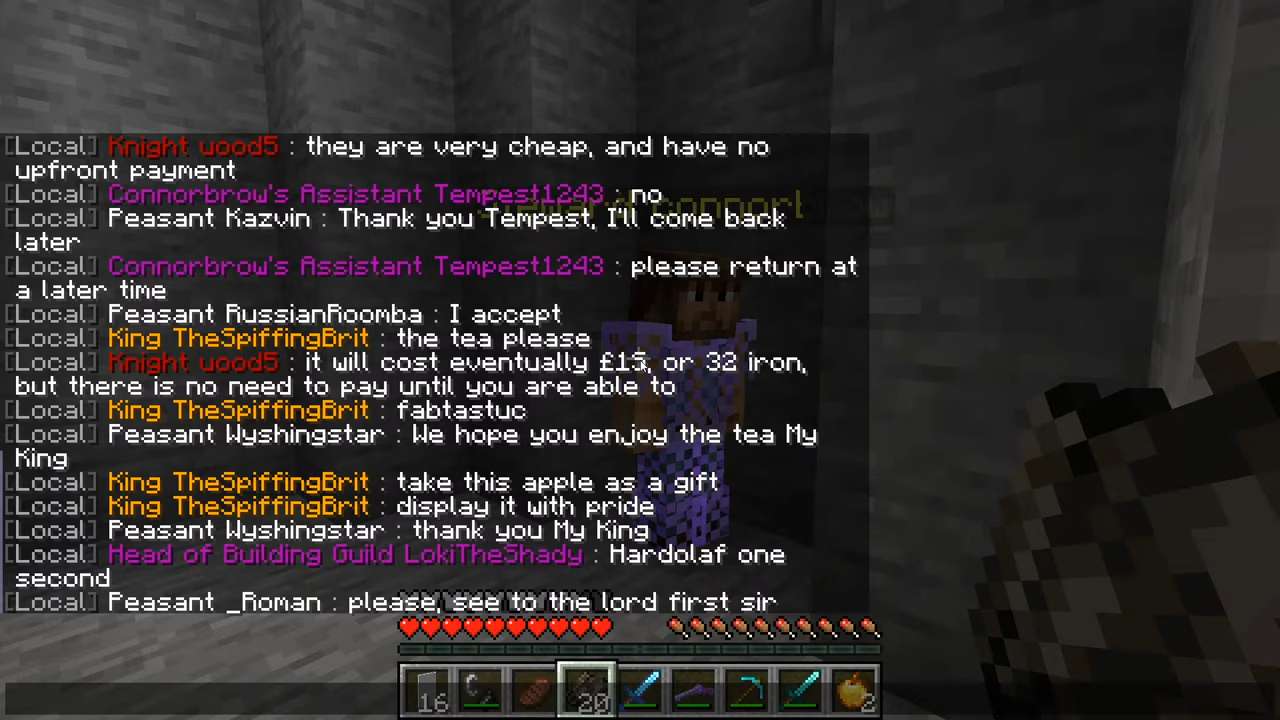 [Local] Knight uood5 : they are very cheap, and have no
upfront payment
[Local] Connorbrow's Assistant Tempest1243 : no
[Local] Peasant Kazvin : Thank you Tempest, I'll come back
later
[Local] Connorbrow's Assistant Tempest1243 : please return at
a later time
[Local] Peasant RussianRoomba : I accept
[Local] King TheSpiffingBrit : the tea please
[Local] Knight uood5 : it will cost eventually £15, or 32 iron,
but there is no need to pay until you are able to
[Local] King TheSpiffingBrit : fabtastuc
[Local] Peasant Wyshingstar : We hope you enjoy the tea My
King
[Local] King TheSpiffingBrit : take this apple as a gift
[Local] King TheSpiffingBrit : display it with pride
[Local] Peasant Wyshingstar : thank you My King
[Local] Head of Building Guild LokiTheShady : Hardolaf one
second
[Local] Peasant _Roman : please, see to the lord first sir
16
20
2